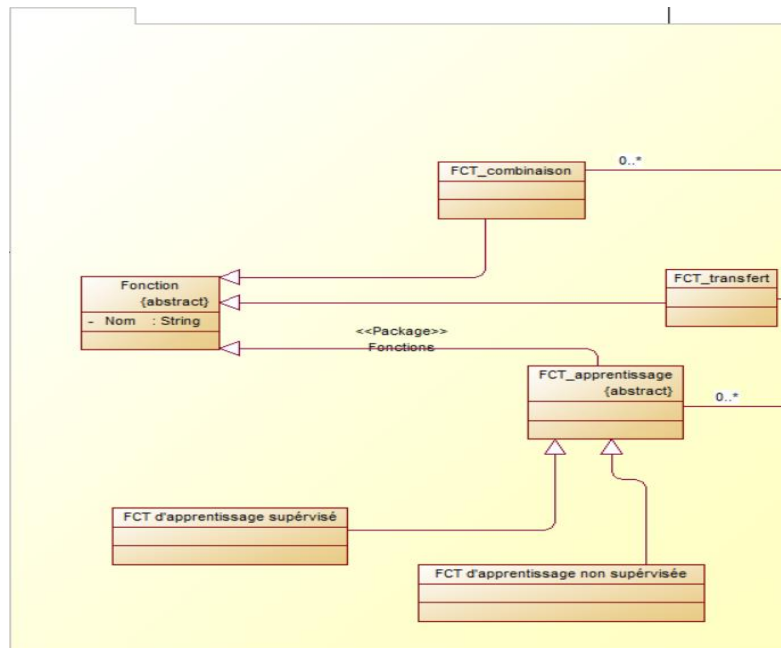 FCT_combinaison
0..*
Fonction
{abstract}
- Nom : String
FCT_transfert
<<Package>>
Fonctions
FCT_apprentissage
{abstract}
0..*
FCT d'apprentissage supérvisé
FCT d'apprentissage non supérvisée